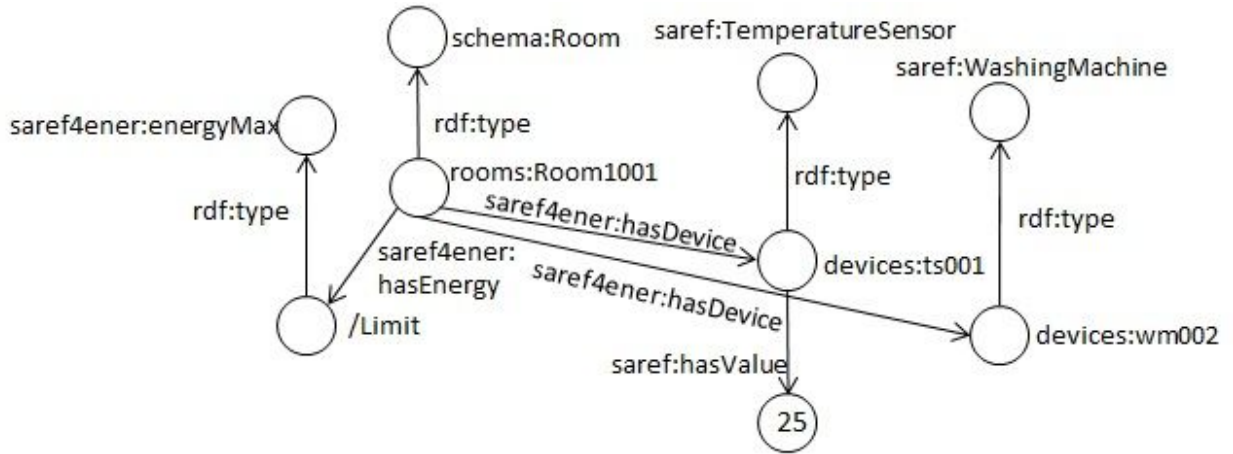 schema:Room
saref:TemperatureSensor
saref:WashingMachine
saref4ener:energyMax
rdf:type
rooms:Room1001
rdf:type
rdf:type
rdf:type
saref4ener:hasDevice
saref4ener:
hasEnergy
saref4ener:hasDevice
devices:ts001
/Limit
devices:wm002
saref:hasValue
25